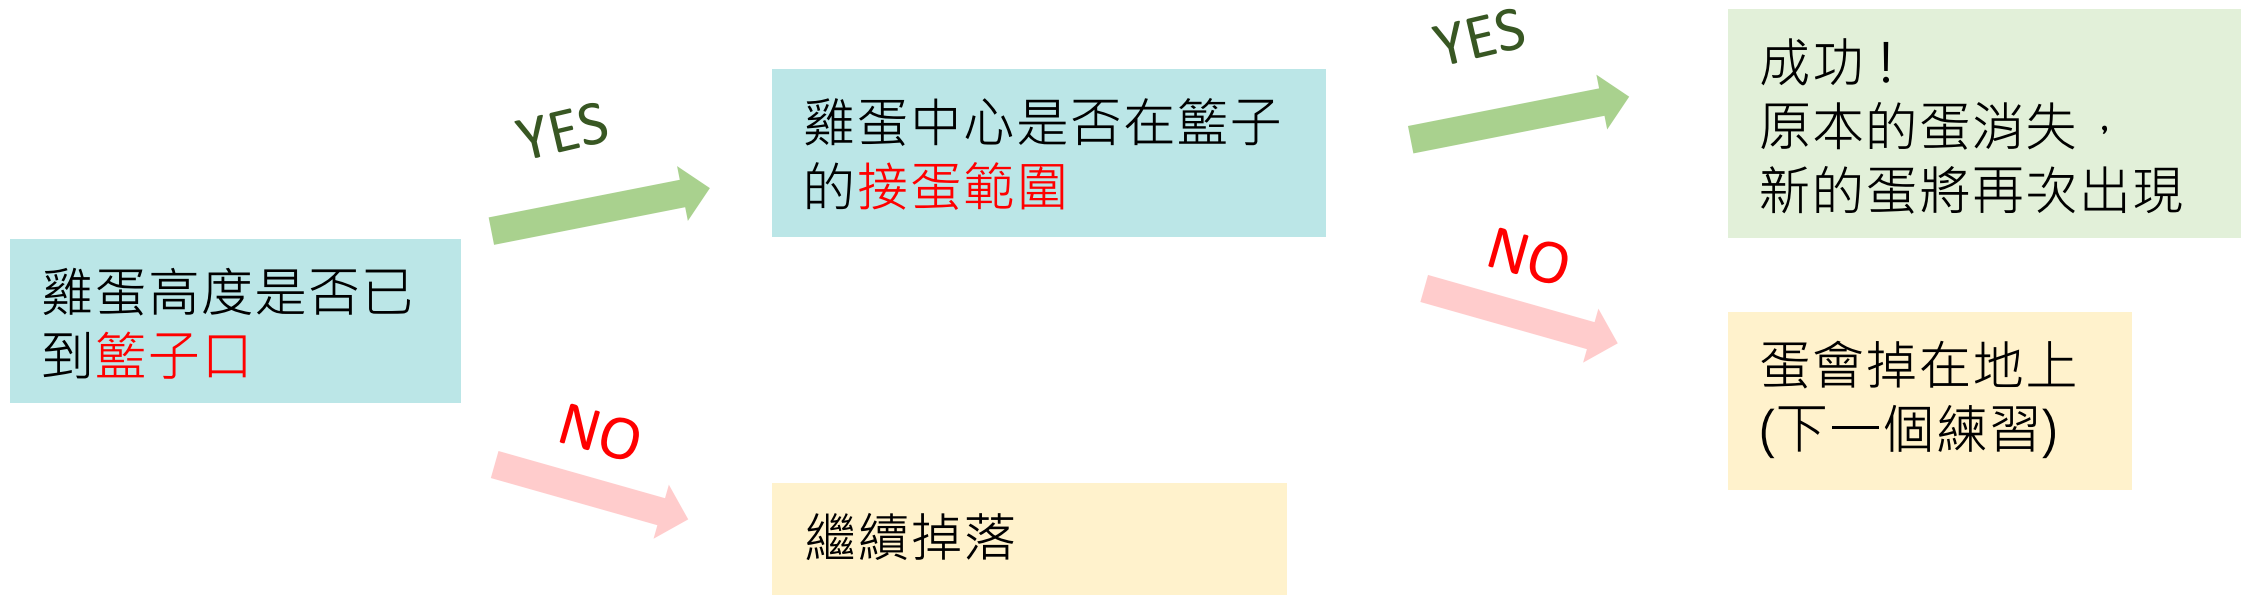 雞蛋高度是否已
到籃子口
YES
NO
雞蛋中心是否在籃子
的接蛋範圍
繼續掉落
YES
NO
成功！
原本的蛋消失，
新的蛋將再次出現
蛋會掉在地上
(下一個練習)